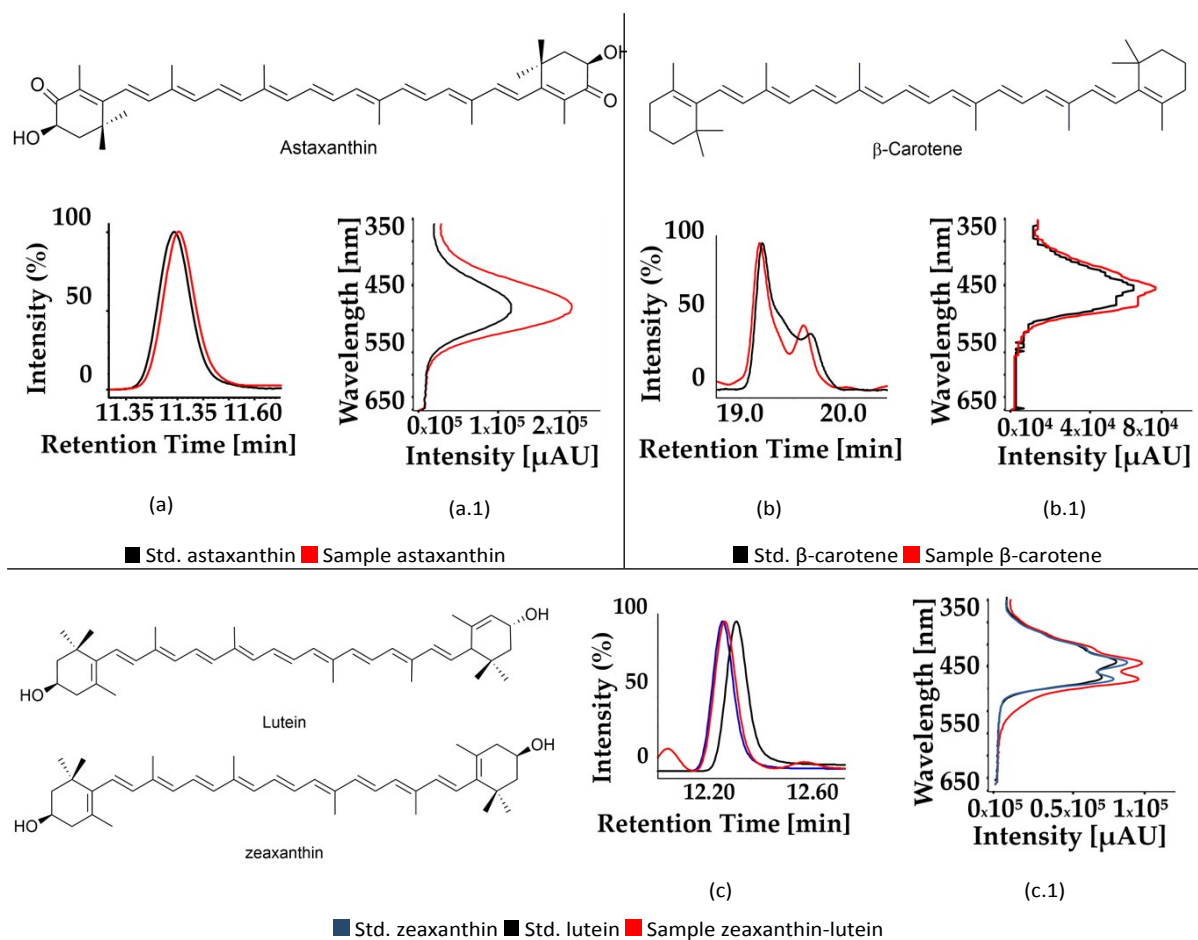 O
HO
OH
O
Astaxanthin
β-Carotene
Intensity (%)
100
50
0
11.35 11.35 11.60
Retention Time [min]
(a)
Wavelength [nm]
350
450
550
650
0x10⁵ 1x10⁵ 2x10⁵
Intensity [µAU]
(a.1)
Std. astaxanthin Sample astaxanthin
Intensity (%)
100
50
0
19.0 20.0
Retention Time [min]
(b)
Wavelength [nm]
350
450
550
650
0x10⁴ 4x10⁴ 8x10⁴
Intensity [µAU]
(b.1)
Std. β-carotene Sample β-carotene
HO
OH
Lutein
HO
OH
zeaxanthin
Intensity (%)
100
50
0
12.20 12.60
Retention Time [min]
(c)
Wavelength [nm]
350
450
550
650
0x10⁵ 0.5x10⁵ 1x10⁵
Intensity [µAU]
(c.1)
Std. zeaxanthin Std. lutein Sample zeaxanthin-lutein